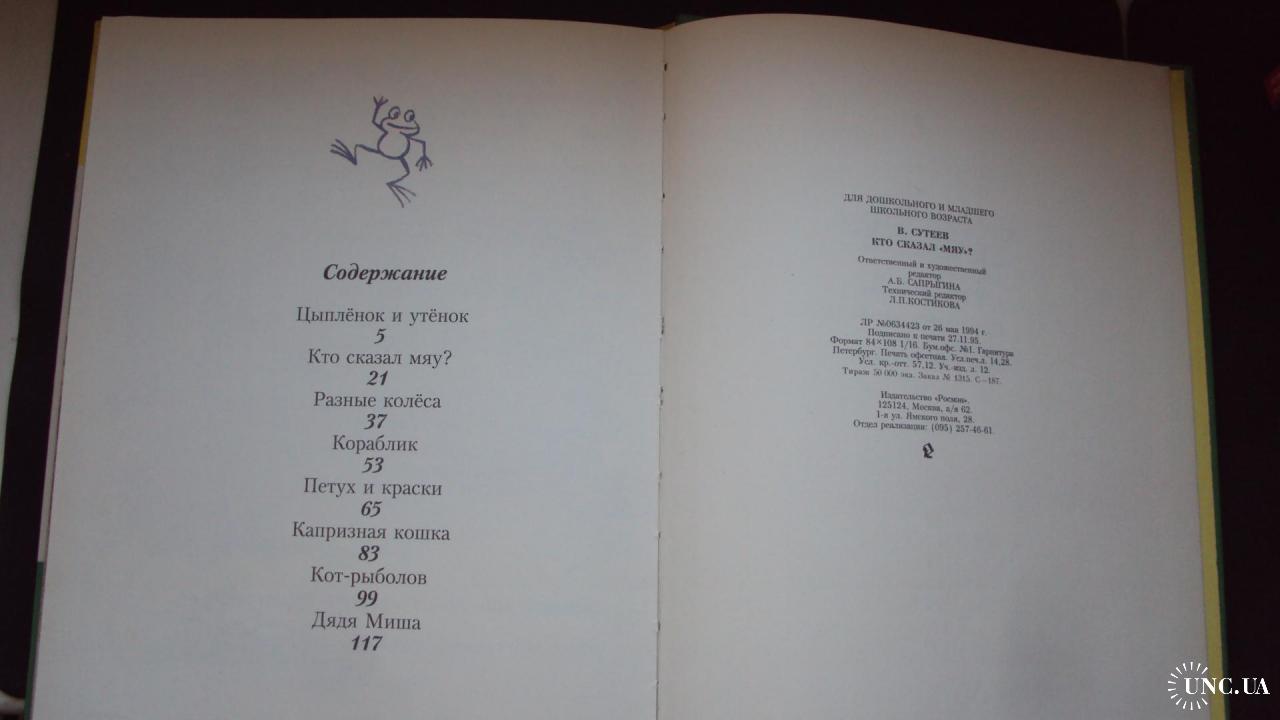 Содержание
Цыплёнок и утёнок
5
Кто сказал мяу?
21
Разные колёса
37
Кораблик
53
Петух и краски
65
Капризная кошка
83
Кот-рыболов
99
Дядя Миша
117
ДЛЯ ДОШКОЛЬНОГО И МЛАДШЕГО
ШКОЛЬНОГО ВОЗРАСТА
В. СУТЕЕВ
КТО СКАЗАЛ «МЯУ»?
Ответственный и художественный
редактор
А.Б. САПРЫГИНА
Технический редактор
Л.П.КОСТИКОВА
ЛР №0634423 от 26 мая 1994 г.
Подписано к печати 27.11.95.
Формат 84×108 1/16. Бум.офс. №1. Гарнитура
Петербург. Печать офсетная. Усл.печ.л. 14,28.
Усл. кр.-отт. 57,12. Уч.-изд. л. 12.
Тираж 50 000 экз. Заказ № 1315. С–187.
Издательство «Росмэн».
125124, Москва, а/я 62.
1-я ул. Ямского поля, 28.
Отдел реализации: (095) 257-46-61.
UNC.UA